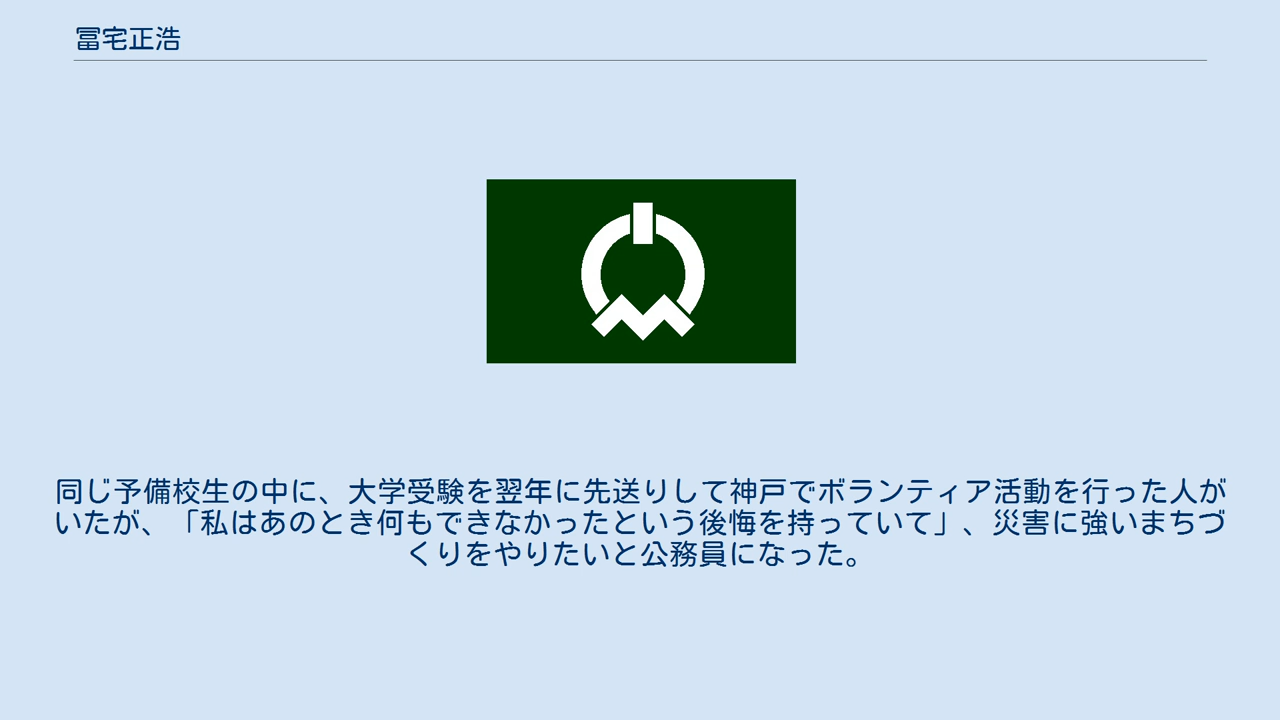 冨宅正浩
同じ予備校生の中に、大学受験を翌年に先送りして神戸でボランティア活動を行った人が
いたが、「私はあのとき何もできなかったという後悔を持っていて」、災害に強いまちづ
くりをやりたいと公務員になった。